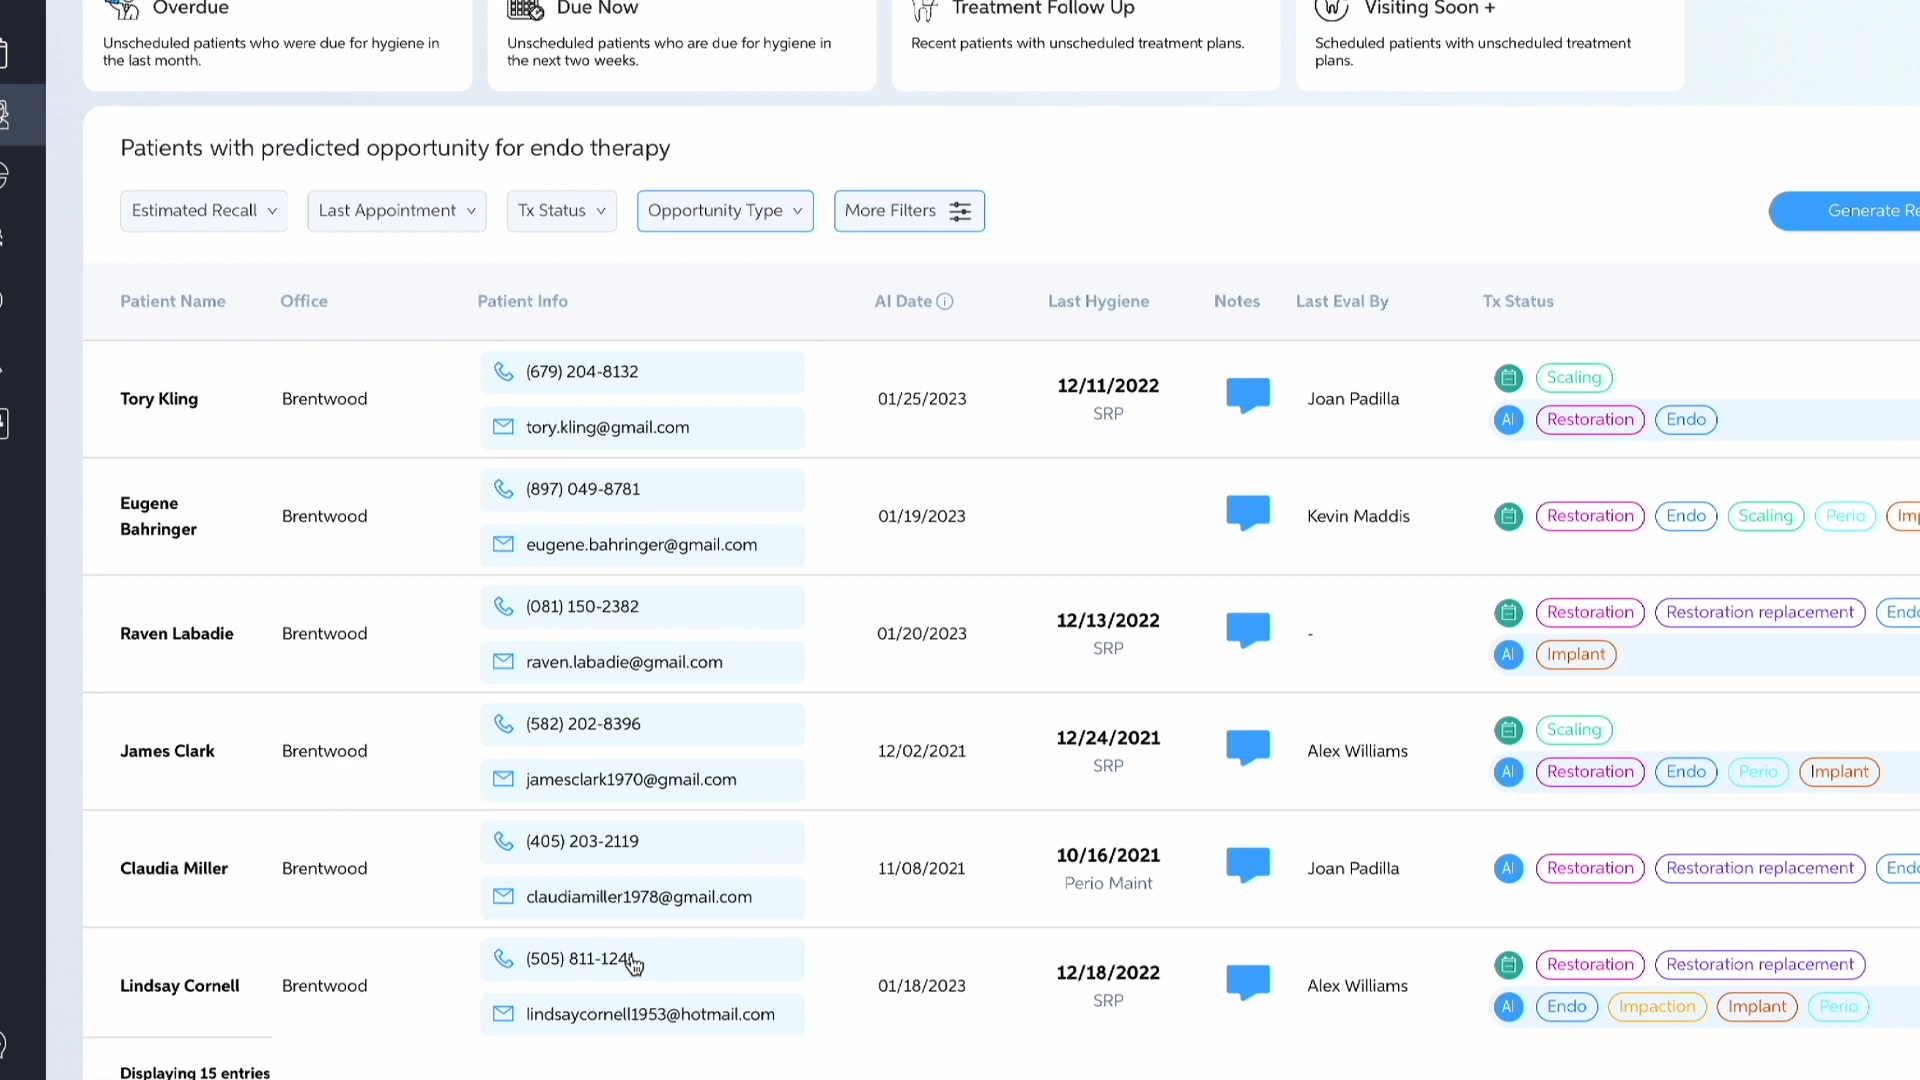 Overdue
Unscheduled patients who were due for hygiene in
the last month.
Due Now
Unscheduled patients who are due for hygiene in
the next two weeks.
Treatment Follow Up
Recent patients with unscheduled treatment plans.
Visiting Soon +
Scheduled patients with unscheduled treatment
plans.
Patients with predicted opportunity for endo therapy
Estimated Recall
Last Appointment
Tx Status
Opportunity Type
More Filters
Generate
Patient Name Office Patient Info AI Date Last Hygiene Notes Last Eval By Tx Status
Tory Kling
Brentwood
(679) 204-8132
tory.kling@gmail.com
01/25/2023
12/11/2022
SRP
Joan Padilla
Scaling
AI Restoration Endo
Eugene
Bahringer
Brentwood
(897) 049-8781
eugene.bahringer@gmail.com
01/19/2023
Kevin Maddis
Restoration Endo Scaling Perio
Raven Labadie
Brentwood
(081) 150-2382
raven.labadie@gmail.com
01/20/2023
12/13/2022
SRP
-
Restoration Restoration replacement
AI Implant
James Clark
Brentwood
(582) 202-8396
jamesclark1970@gmail.com
12/02/2021
12/24/2021
SRP
Alex Williams
Scaling
AI Restoration Endo Perio Implant
Claudia Miller
Brentwood
(405) 203-2119
claudiamiller1978@gmail.com
11/08/2021
10/16/2021
Perio Maint
Joan Padilla
AI Restoration Restoration replacement
Lindsay Cornell
Brentwood
(505)
lindsaycornell1953@hotmail.com
01/18/2023
12/18/2022
SRP
Alex Williams
Restoration Restoration replacement
AI Endo Impaction Implant Perio
Displaying 15 entries